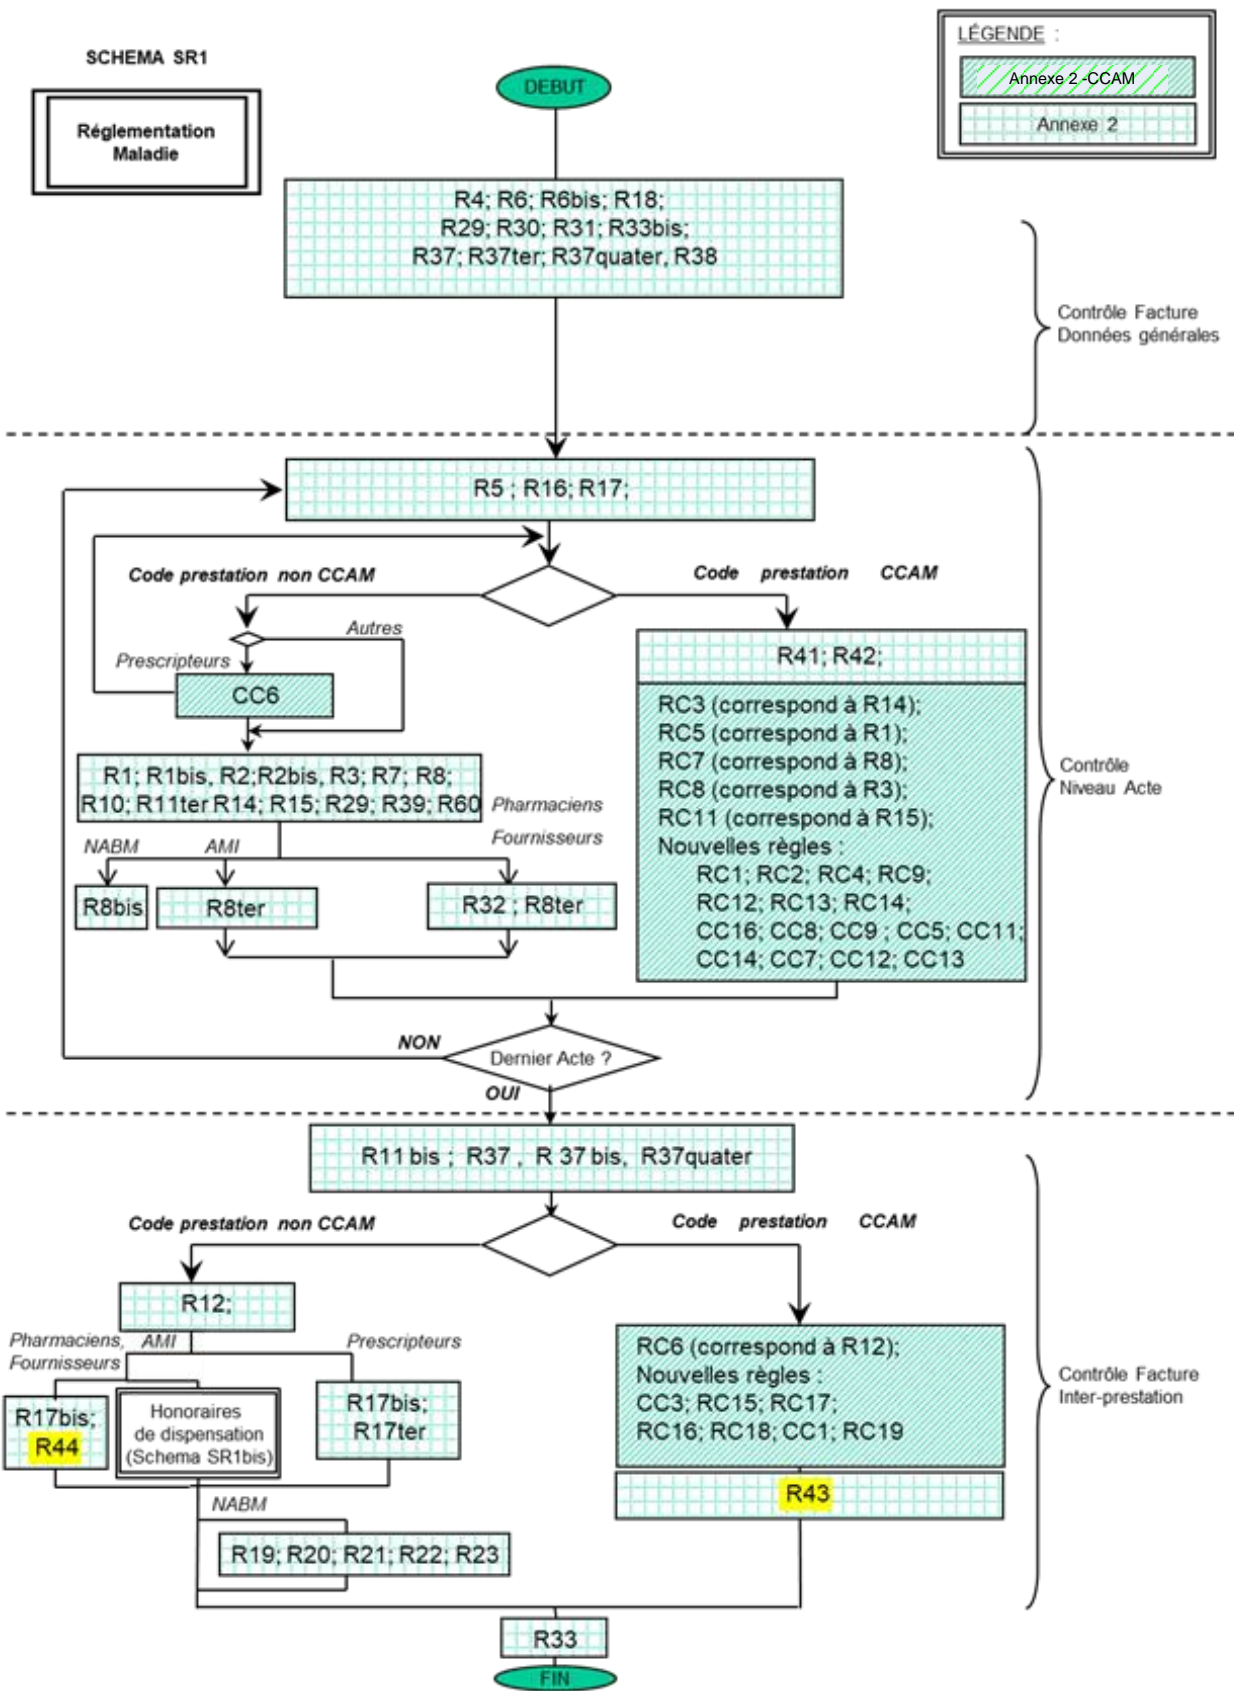 SCHEMA SR1
Réglementation
Maladie
LÉGENDE :
Annexe 2 -CCAM
Annexe 2
DEBUT
R4; R6; R6bis; R18;
R29; R30; R31; R33bis;
R37; R37ter; R37quater, R38
Contrôle Facture
Données générales
R5 ; R16; R17;
Code prestation non CCAM
Code prestation CCAM
Autres
Prescripteurs
CC6
R1; R1bis, R2;R2bis, R3; R7; R8;
R10; R11ter R14; R15; R29; R39; R60
Pharmaciens
Fournisseurs
NABM
AMI
R8bis
R8ter
R32 ; R8ter
R41; R42;
RC3 (correspond à R14);
RC5 (correspond à R1);
RC7 (correspond à R8);
RC8 (correspond à R3);
RC11 (correspond à R15);
Nouvelles règles :
RC1; RC2; RC4; RC9;
RC12; RC13; RC14;
CC16; CC8; CC9 ; CC5; CC11;
CC14; CC7; CC12; CC13
Contrôle
Niveau Acte
NON
Dernier Acte ?
OUI
R11 bis ; R37 , R 37 bis, R37quater
Code prestation non CCAM
Code prestation CCAM
R12;
Pharmaciens,
Fournisseurs
AMI
Prescripteurs
R17bis;
R44
Honoraires
de dispensation
(Schema SR1bis)
R17bis;
R17ter
NABM
R19; R20; R21; R22; R23
RC6 (correspond à R12);
Nouvelles règles :
CC3; RC15; RC17;
RC16; RC18; CC1; RC19
R43
Contrôle Facture
Inter-prestation
R33
FIN